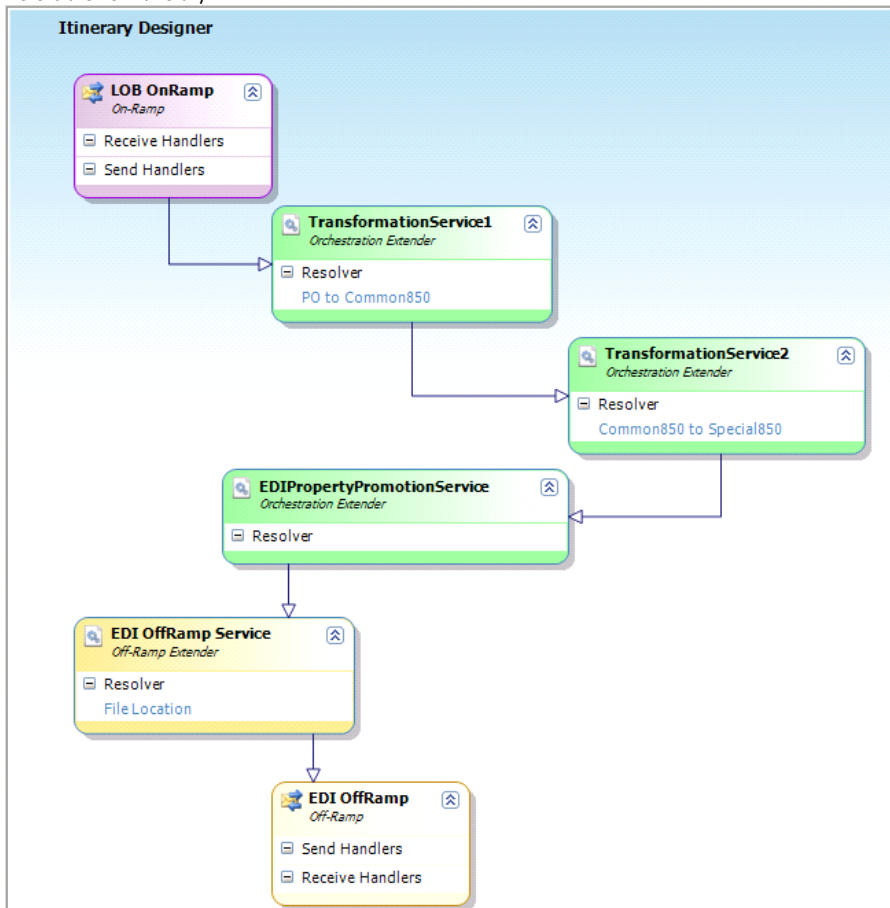 Itinerary Designer
LOB OnRamp
On-Ramp
Receive Handlers
Send Handlers
TransformationService1
Orchestration Extender
Resolver
PO to Common850
TransformationService2
Orchestration Extender
Resolver
Common850 to Special850
EDIPropertyPromotionService
Orchestration Extender
Resolver
EDI OffRamp Service
Off-Ramp Extender
Resolver
File Location
EDI OffRamp
Off-Ramp
Send Handlers
Receive Handlers